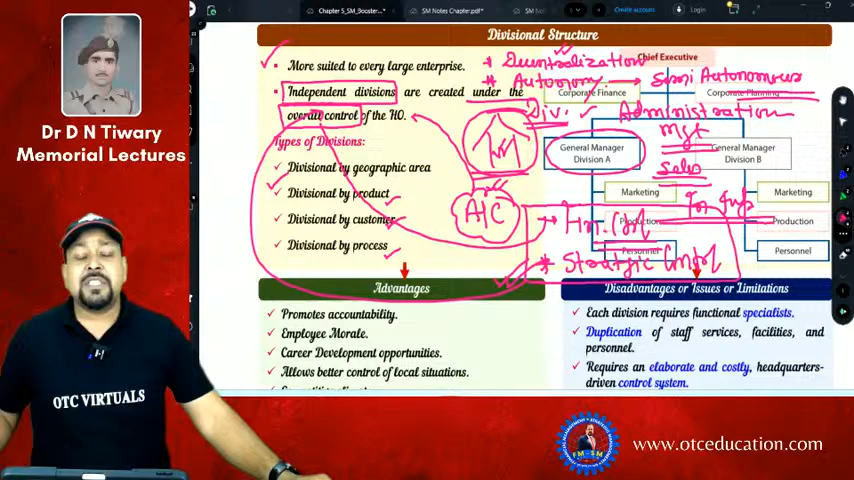 Chapter 5_SM_Booster...
SM Notes Chapter.pdf*
SM Not
Create account
Login
Divisional Structure
More suited to every large enterprise.
Independent divisions are created under the
overall control of the HO.
Types of Divisions:
Divisional by geographic area
Divisional by product
Divisional by customer
Divisional by process
* Decentralization
* Autonomy → Semi Autonomous
Div. Administration
Mgt
Sales
A/C
* Strategic Control
Chief Executive
Corporate Finance
Corporate Planning
General Manager
Division A
General Manager
Division B
Marketing
Marketing
Production
Production
Personnel
Personnel
Advantages
Promotes accountability.
Employee Morale.
Career Development opportunities.
Allows better control of local situations.
Disadvantages or Issues or Limitations
Each division requires functional specialists.
Duplication of staff services, facilities, and
personnel.
Requires an elaborate and costly, headquarters-
driven control system.
Dr D N Tiwary
Memorial Lectures
OTC VIRTUALS
FM-SM
www.otceducation.com